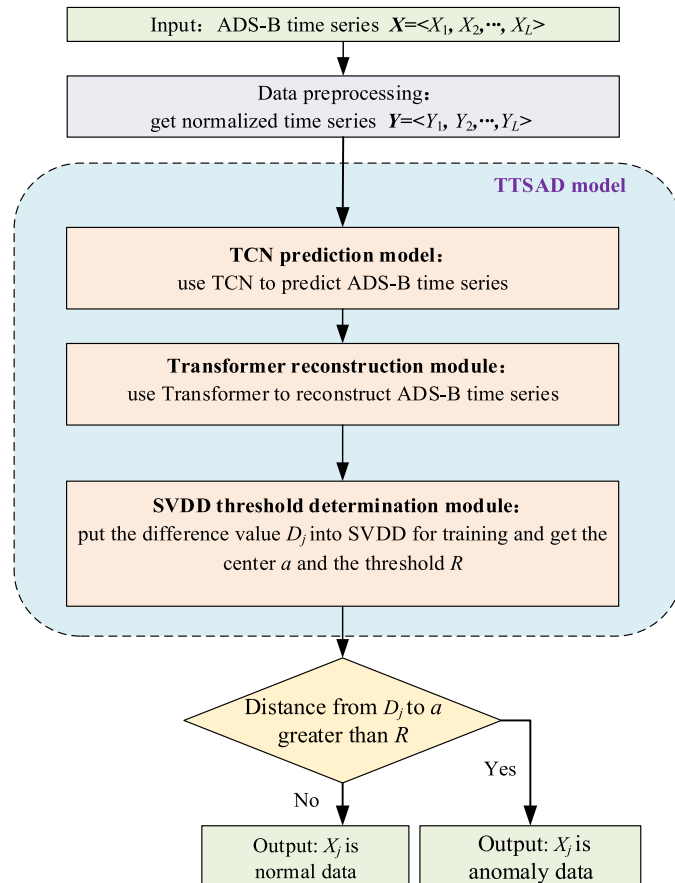 Input：ADS-B time series X=<X1, X2,···, XL>
Data preprocessing：
get normalized time series Y=<Y1, Y2,···,YL>
TTSAD model
TCN prediction model：
use TCN to predict ADS-B time series
Transformer reconstruction module：
use Transformer to reconstruct ADS-B time series
SVDD threshold determination module：
put the difference value Dj into SVDD for training and get the
center a and the threshold R
Distance from Dj to a
greater than R
Yes
No
Output: Xj is
normal data
Output: Xj is
anomaly data